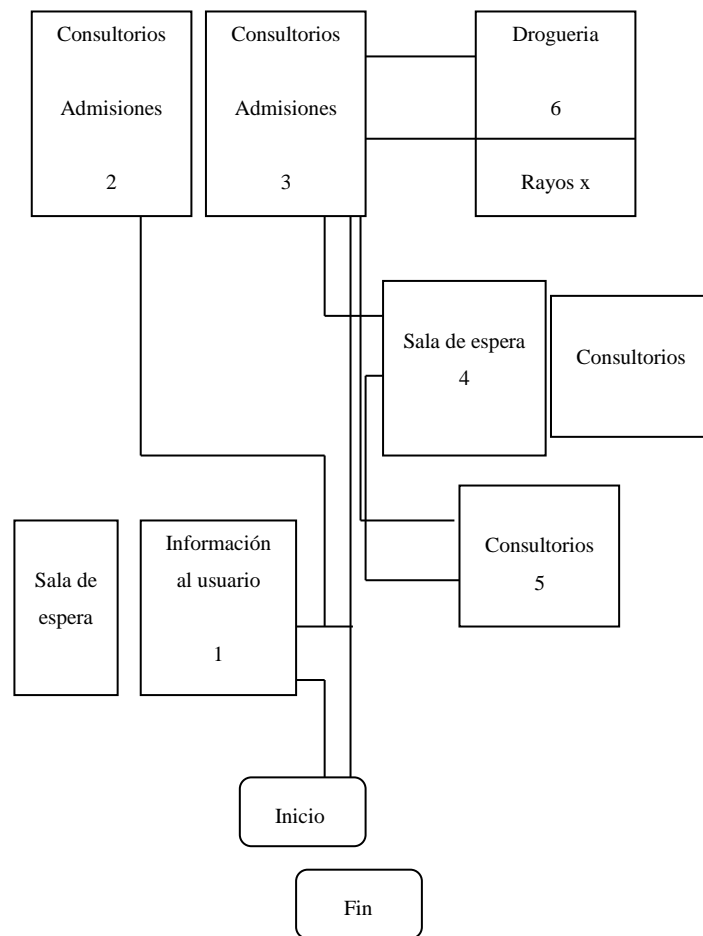 Consultorios
Admisiones
2
Consultorios
Admisiones
3
Drogueria
6
Rayos x
Sala de espera
4
Consultorios
Consultorios
5
Sala de
espera
Información
al usuario
1
Inicio
Fin